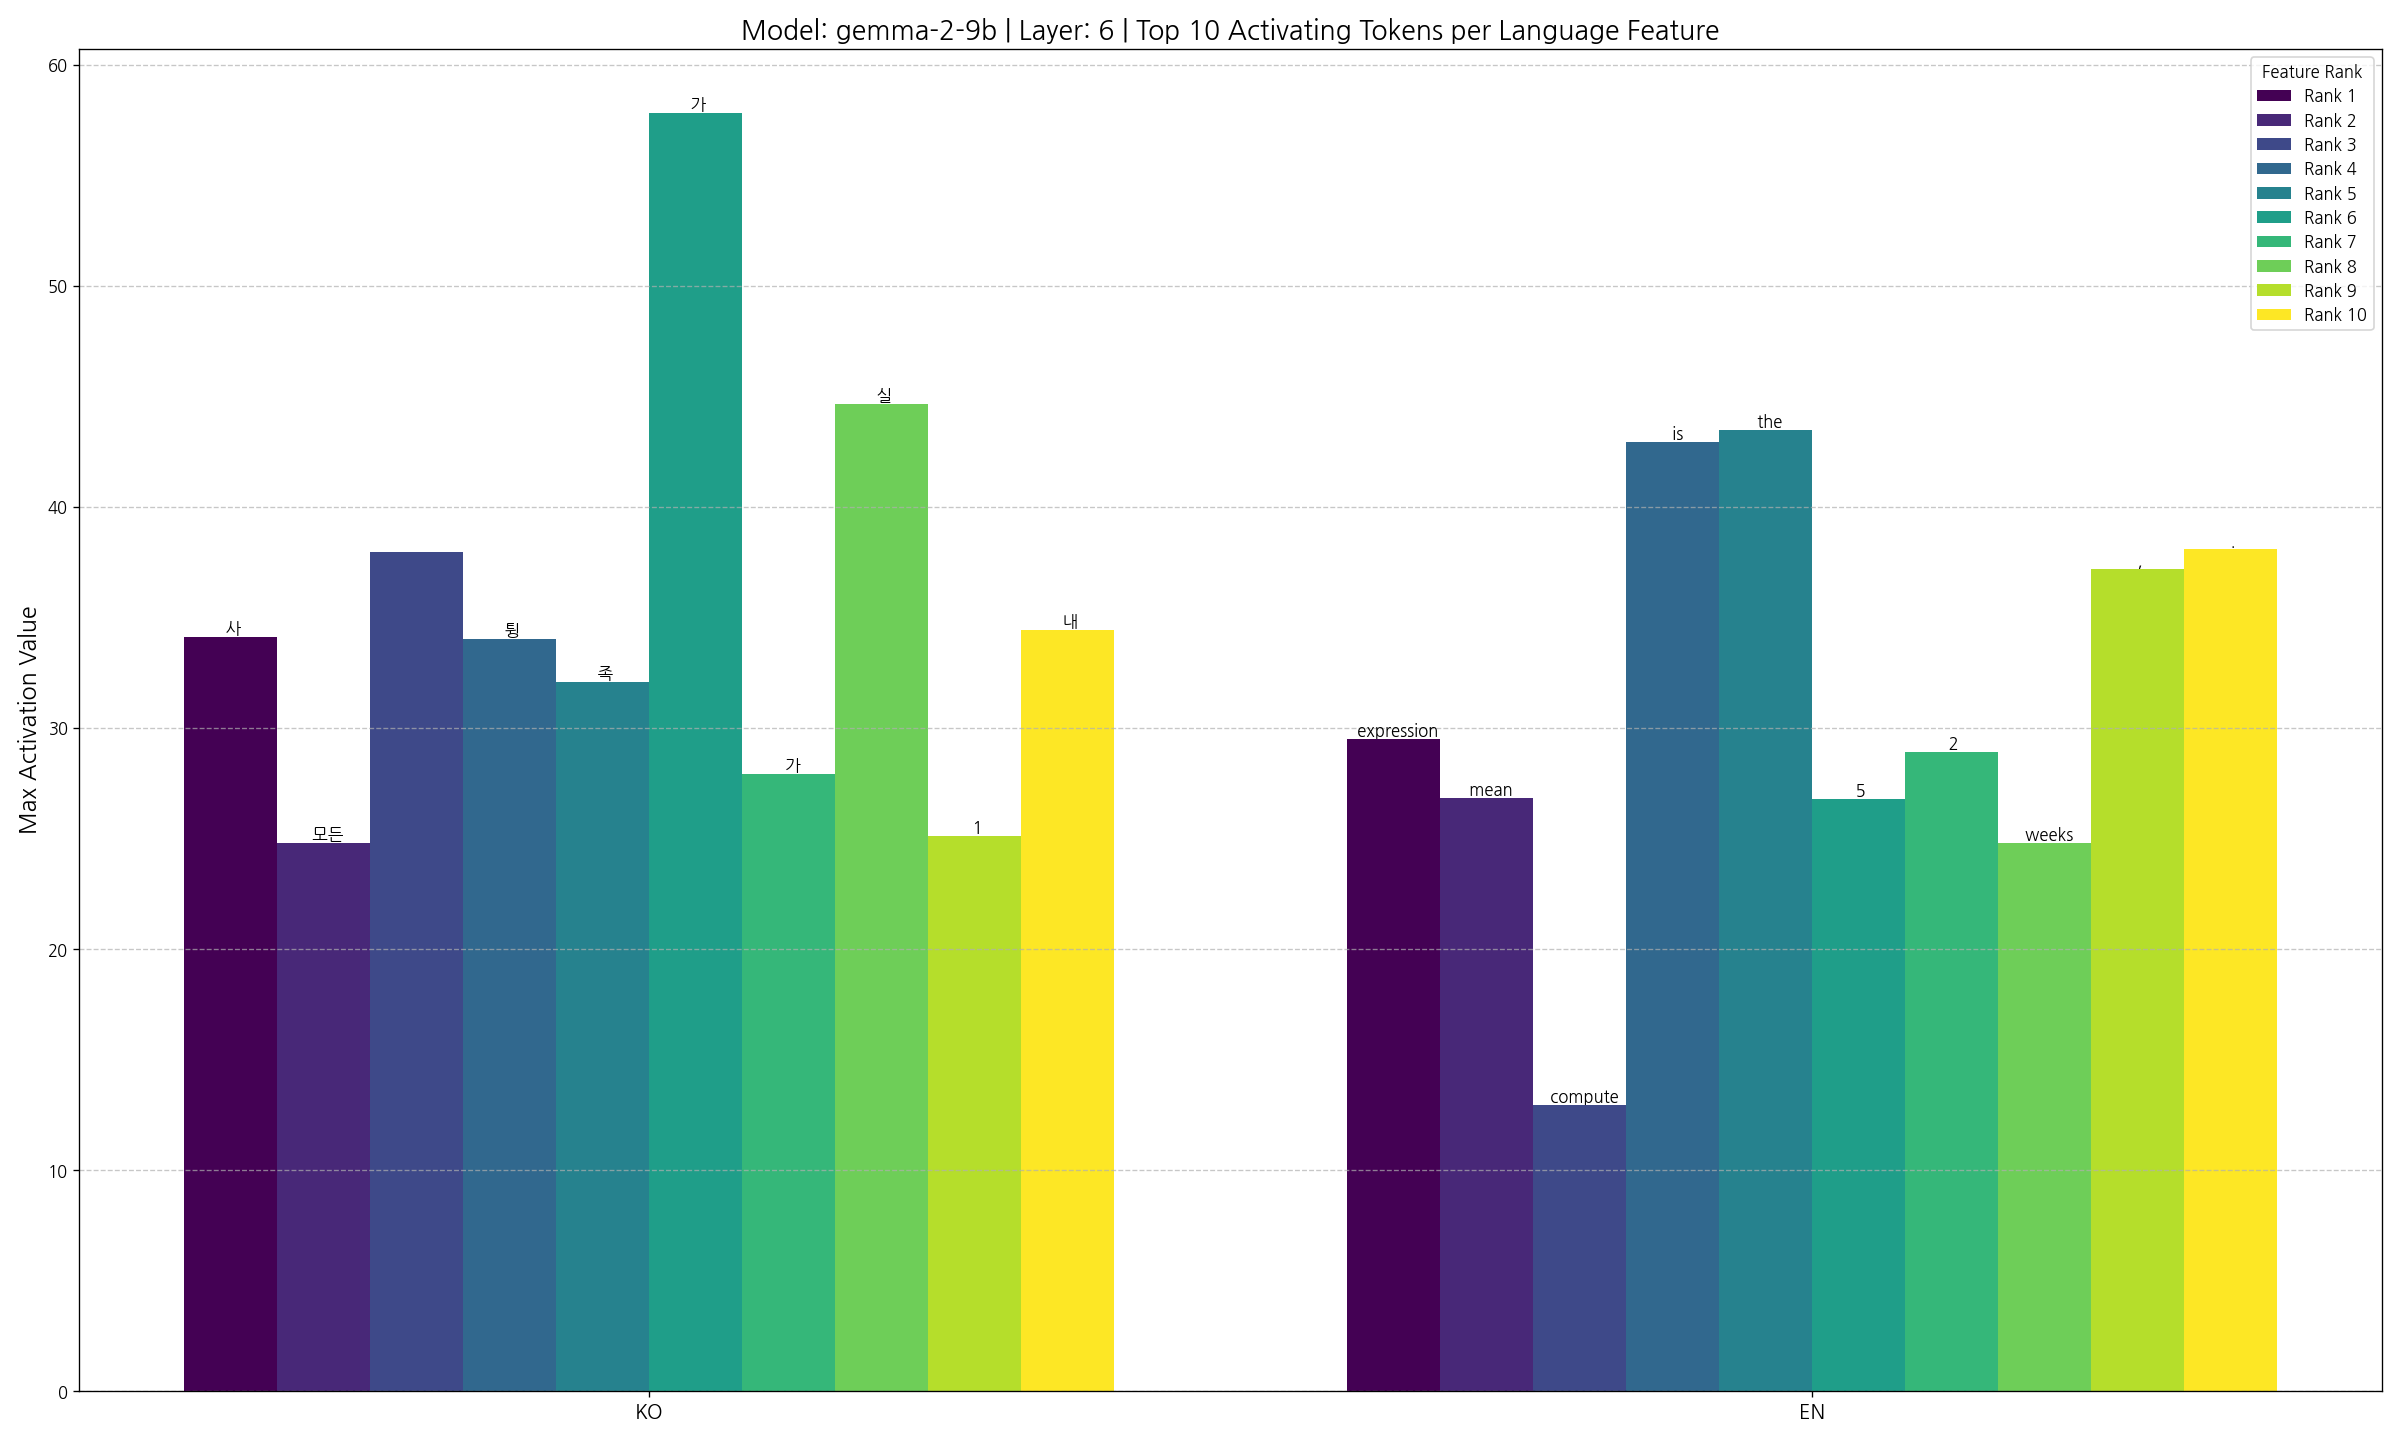 Model: gemma-2-9b | Layer: 6 | Top 10 Activating Tokens per Language Feature
Max Activation Value
60
50
40
30
20
10
0
가
실
사
모든
튕
족
가
1
내
expression
mean
compute
is
the
5
2
weeks
,
.
KO
EN
Feature Rank
Rank 1
Rank 2
Rank 3
Rank 4
Rank 5
Rank 6
Rank 7
Rank 8
Rank 9
Rank 10